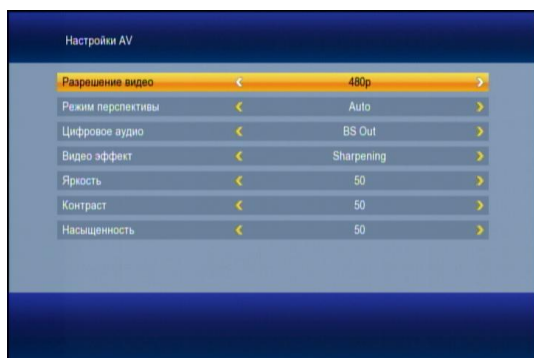 Настройки AV
Разрешение видео 480p
Режим перспективы Auto
Цифровое аудио BS Out
Видео эффект Sharpening
Яркость 50
Контраст 50
Насыщенность 50